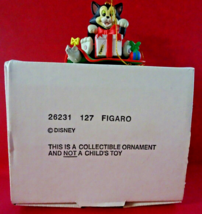 26231 127 FIGARO
© DISNEY
THIS IS A COLLECTIBLE ORNAMENT
AND NOT A CHILD'S TOY